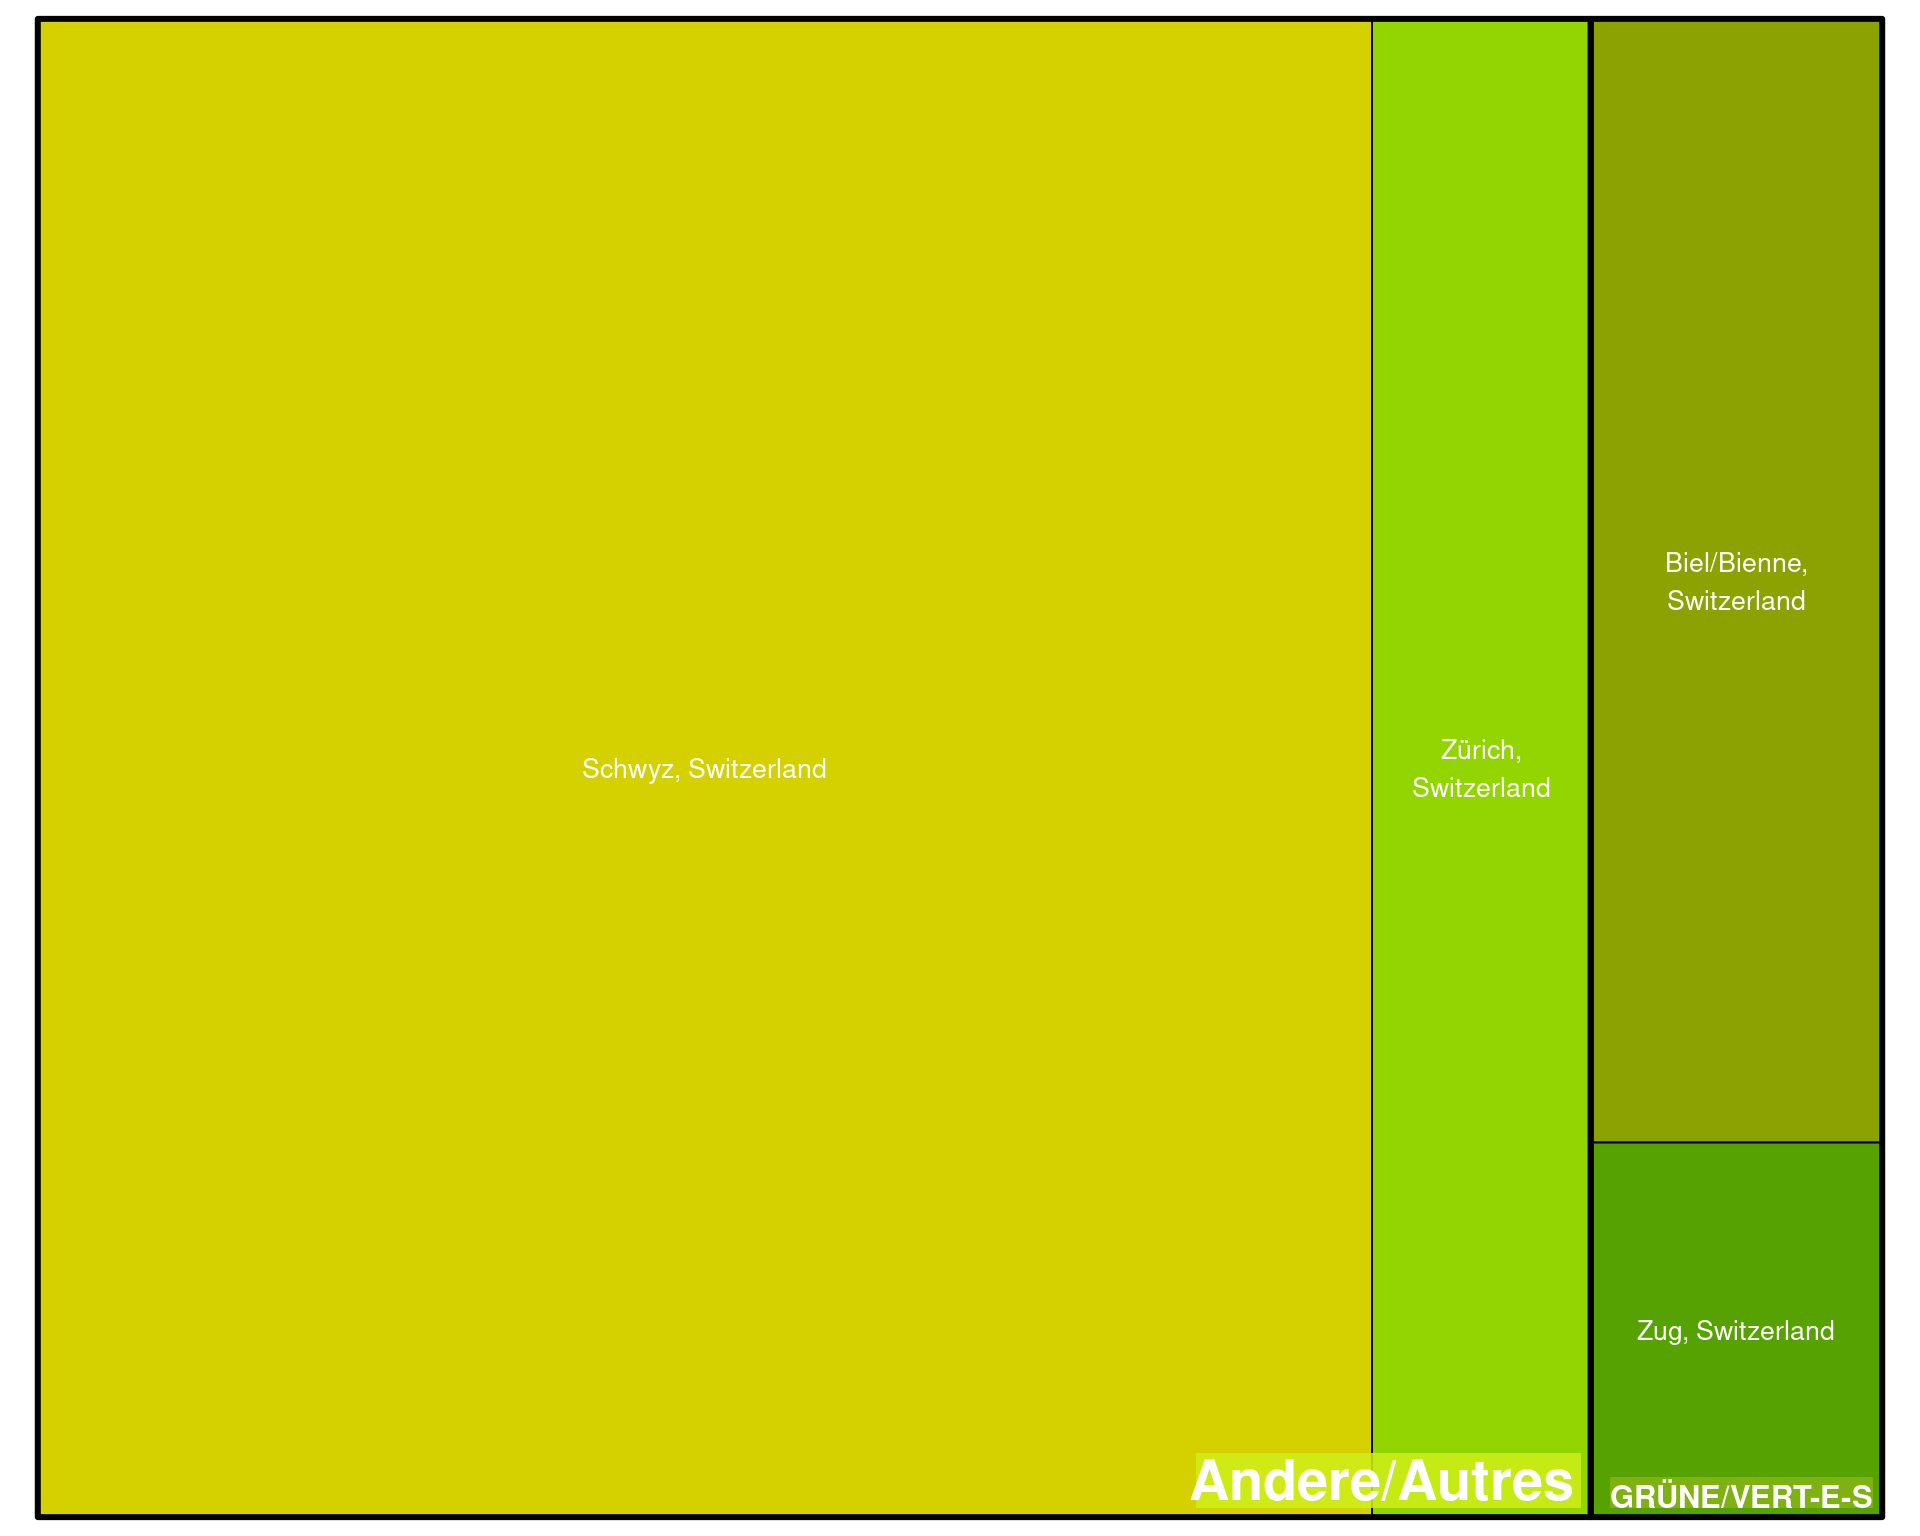 Schwyz, Switzerland
Zürich,
Switzerland
Andere/Autres
Biel/Bienne,
Switzerland
Zug, Switzerland
GRÜNE/VERT-E-S